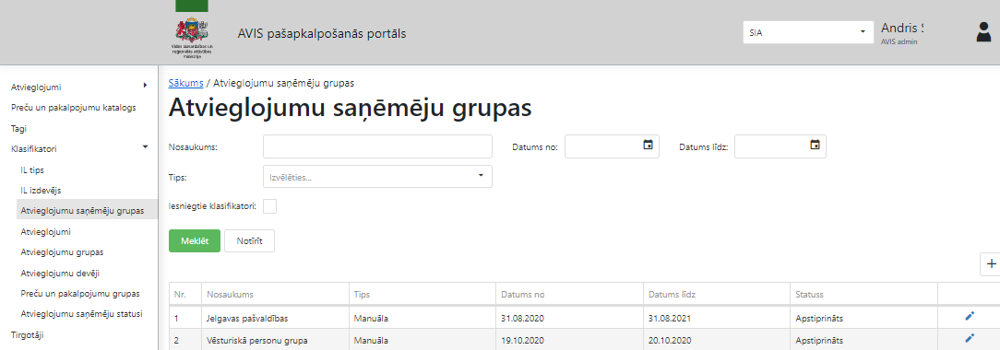 Vides aizsardzības un
reģionālās attīstības
ministrija
AVIS pašapkalpošanās portāls
SIA
Andris S
AVIS admin
Atvieglojumi
Preču un pakalpojumu katalogs
Tagi
Klasifikatori
IL tips
IL izdevējs
Atvieglojumu saņēmēju grupas
Atvieglojumi
Atvieglojumu grupas
Atvieglojumu devēji
Preču un pakalpojumu grupas
Atvieglojumu saņēmēju statusi
Tirgotāji
Sākums / Atvieglojumu saņēmēju grupas
Atvieglojumu saņēmēju grupas
Nosaukums: Datums no: Datums līdz:
Tips: Izvēlēties...
Iesniegtie klasifikatori:
Meklēt Notīrīt
+
Nr. Nosaukums Tips Datums no Datums līdz Statuss
1 Jelgavas pašvaldības Manuāla 31.08.2020 31.08.2021 Apstiprināts
2 Vēsturiskā personu grupa Manuāla 19.10.2020 20.10.2020 Apstiprināts